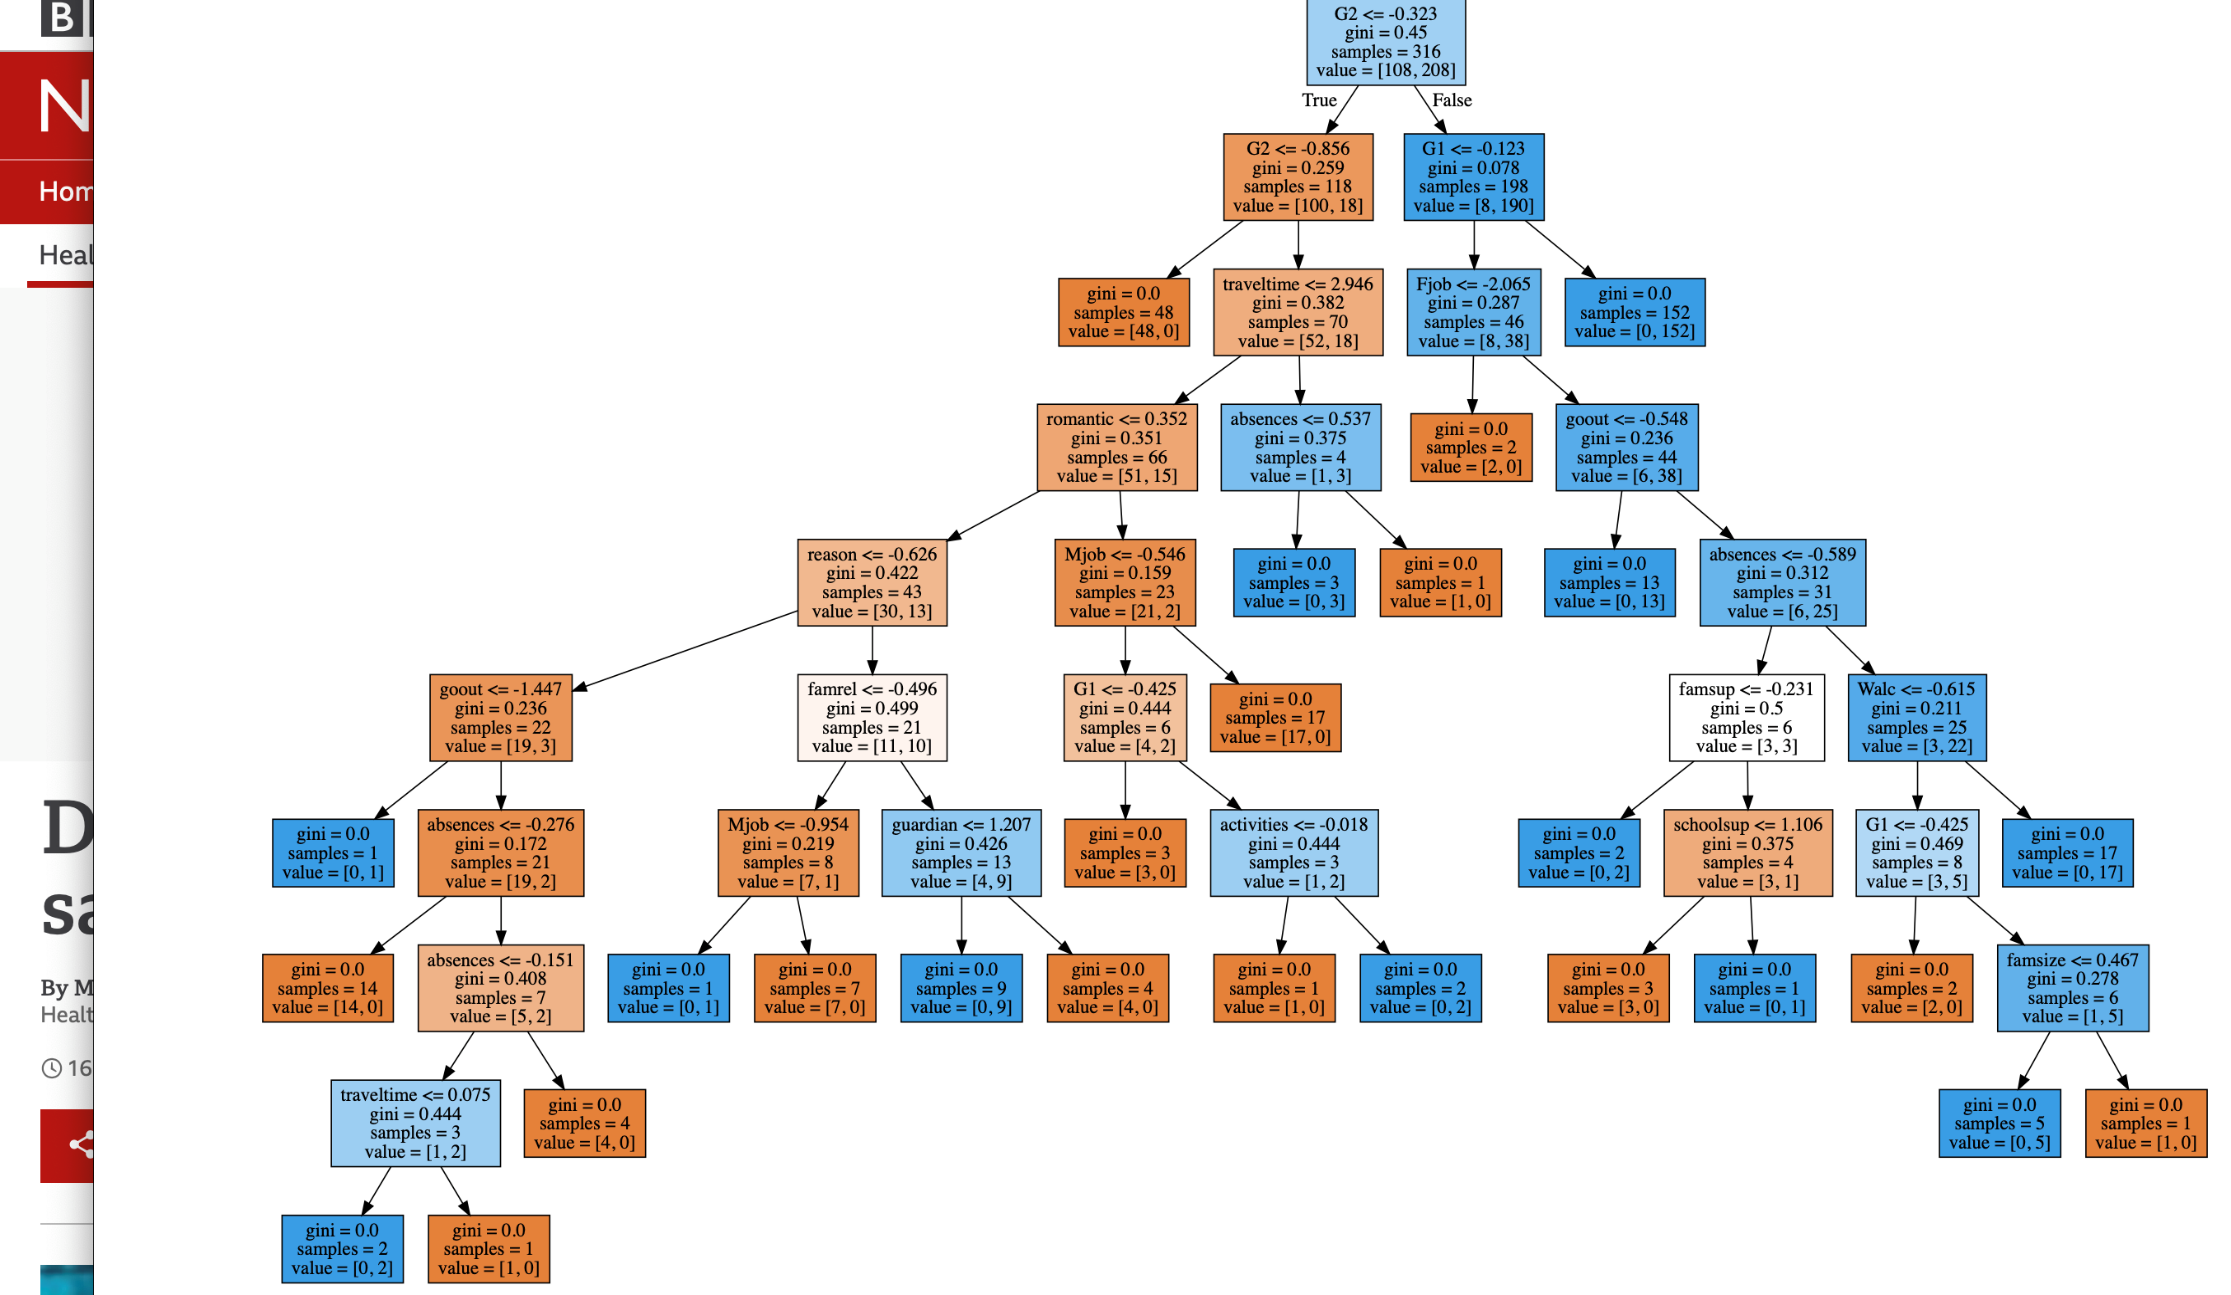 B
N
Hom
Heal
D
sa
By M
Healt
16
G2 <= -0.323
gini = 0.45
samples = 316
value = [108, 208]
True
False
G2 <= -0.856
gini = 0.259
samples = 118
value = [100, 18]
G1 <= -0.123
gini = 0.078
samples = 198
value = [8, 190]
gini = 0.0
samples = 48
value = [48, 0]
traveltime <= 2.946
gini = 0.382
samples = 70
value = [52, 18]
Fjob <= -2.065
gini = 0.287
samples = 46
value = [8, 38]
gini = 0.0
samples = 152
value = [0, 152]
romantic <= 0.352
gini = 0.351
samples = 66
value = [51, 15]
absences <= 0.537
gini = 0.375
samples = 4
value = [1, 3]
gini = 0.0
samples = 2
value = [2, 0]
goout <= -0.548
gini = 0.236
samples = 44
value = [6, 38]
reason <= -0.626
gini = 0.422
samples = 43
value = [30, 13]
Mjob <= -0.546
gini = 0.159
samples = 23
value = [21, 2]
gini = 0.0
samples = 3
value = [0, 3]
gini = 0.0
samples = 1
value = [1, 0]
gini = 0.0
samples = 13
value = [0, 13]
absences <= -0.589
gini = 0.312
samples = 31
value = [6, 25]
goout <= -1.447
gini = 0.236
samples = 22
value = [19, 3]
famrel <= -0.496
gini = 0.499
samples = 21
value = [11, 10]
G1 <= -0.425
gini = 0.444
samples = 6
value = [4, 2]
gini = 0.0
samples = 17
value = [17, 0]
famsup <= -0.231
gini = 0.5
samples = 6
value = [3, 3]
Walc <= -0.615
gini = 0.211
samples = 25
value = [3, 22]
gini = 0.0
samples = 1
value = [0, 1]
absences <= -0.276
gini = 0.172
samples = 21
value = [19, 2]
Mjob <= -0.954
gini = 0.219
samples = 8
value = [7, 1]
guardian <= 1.207
gini = 0.426
samples = 13
value = [4, 9]
gini = 0.0
samples = 3
value = [3, 0]
activities <= -0.018
gini = 0.444
samples = 3
value = [1, 2]
gini = 0.0
samples = 2
value = [0, 2]
schoolsup <= 1.106
gini = 0.375
samples = 4
value = [3, 1]
G1 <= -0.425
gini = 0.469
samples = 8
value = [3, 5]
gini = 0.0
samples = 17
value = [0, 17]
gini = 0.0
samples = 14
value = [14, 0]
absences <= -0.151
gini = 0.408
samples = 7
value = [5, 2]
gini = 0.0
samples = 1
value = [0, 1]
gini = 0.0
samples = 7
value = [7, 0]
gini = 0.0
samples = 9
value = [0, 9]
gini = 0.0
samples = 4
value = [4, 0]
gini = 0.0
samples = 1
value = [1, 0]
gini = 0.0
samples = 2
value = [0, 2]
gini = 0.0
samples = 3
value = [3, 0]
gini = 0.0
samples = 1
value = [0, 1]
gini = 0.0
samples = 2
value = [2, 0]
famsize <= 0.467
gini = 0.278
samples = 6
value = [1, 5]
traveltime <= 0.075
gini = 0.444
samples = 3
value = [1, 2]
gini = 0.0
samples = 4
value = [4, 0]
gini = 0.0
samples = 5
value = [0, 5]
gini = 0.0
samples = 1
value = [1, 0]
gini = 0.0
samples = 2
value = [0, 2]
gini = 0.0
samples = 1
value = [1, 0]